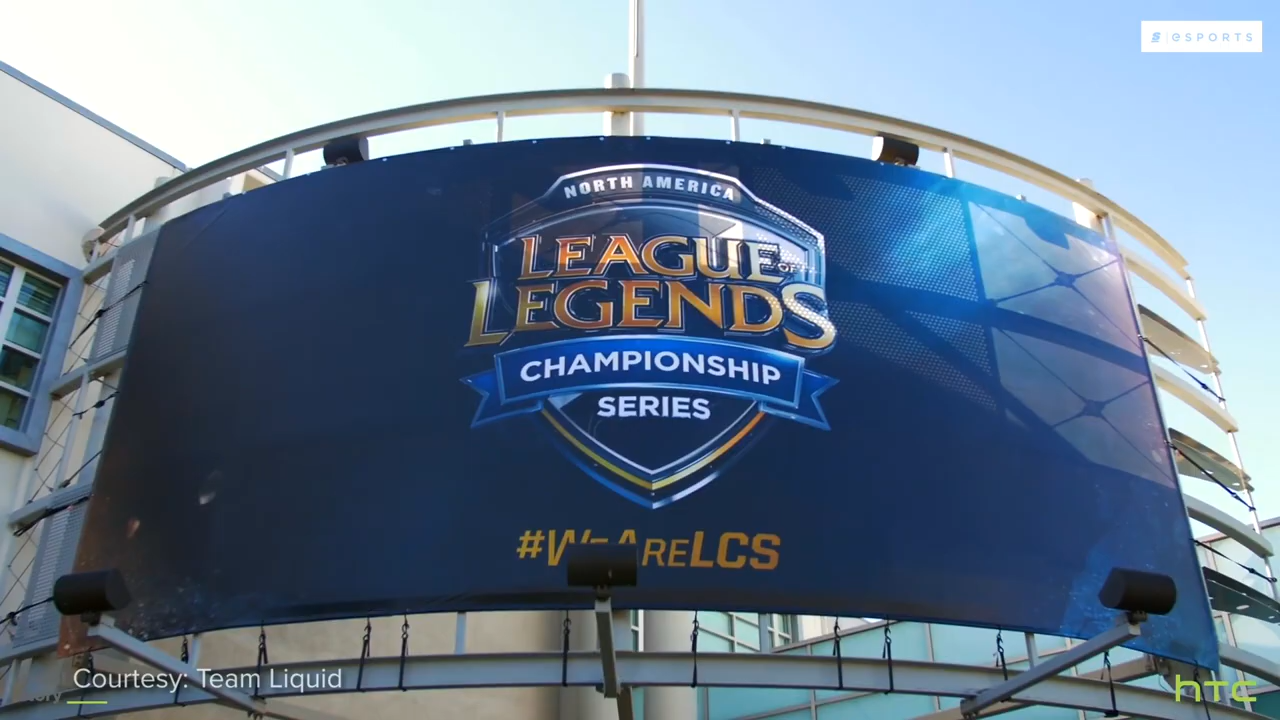 eSPORTS
NORTH AMERICA
LEAGUE OF
LEGENDS
CHAMPIONSHIP
SERIES
#WEARELCS
Courtesy: Team Liquid
hTC